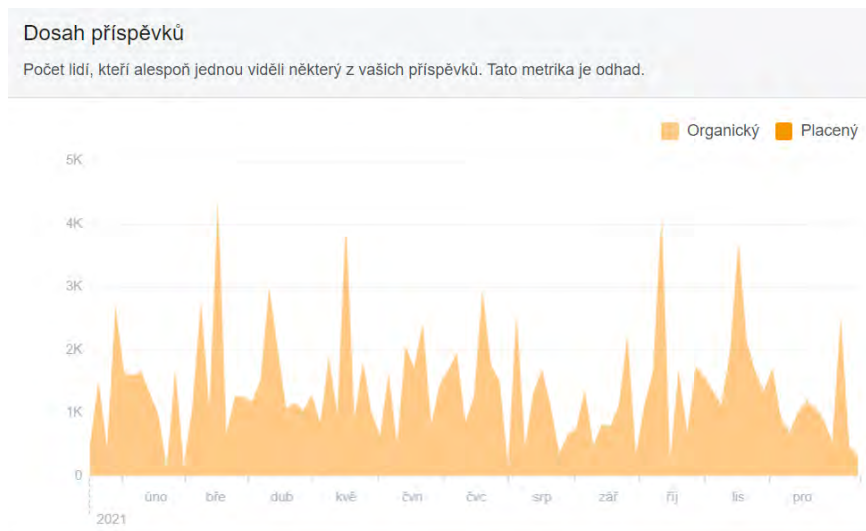 Dosah příspěvků
Počet lidí, kteří alespoň jednou viděli některý z vašich příspěvků. Tato metrika je odhad.
Organický Placený
5K
4K
3K
2K
1K
0
úno bře dub kvě čvn čvc srp zář říj lis pro
2021